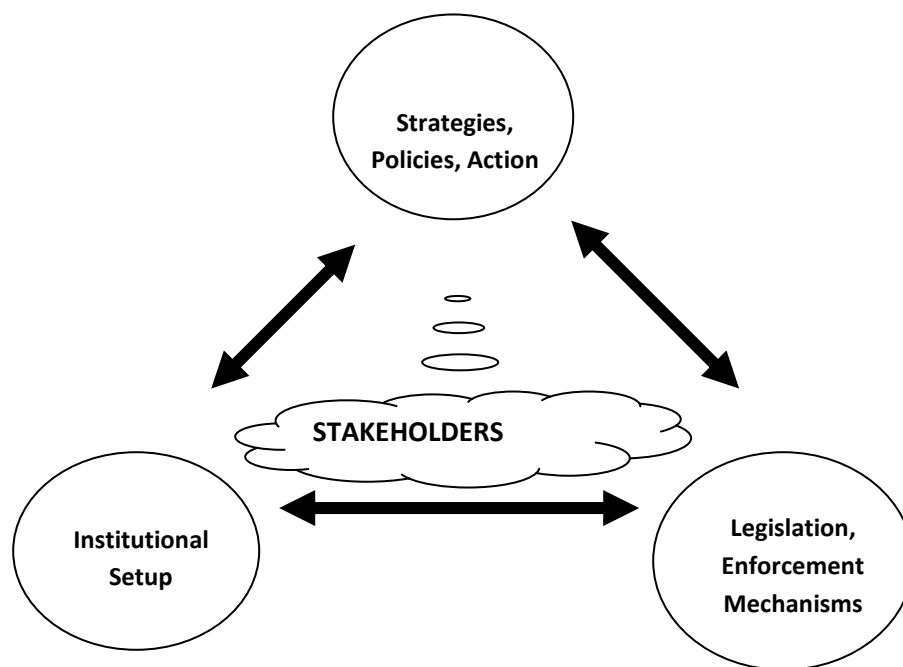 Strategies,
Policies, Action
STAKEHOLDERS
Institutional
Setup
Legislation,
Enforcement
Mechanisms